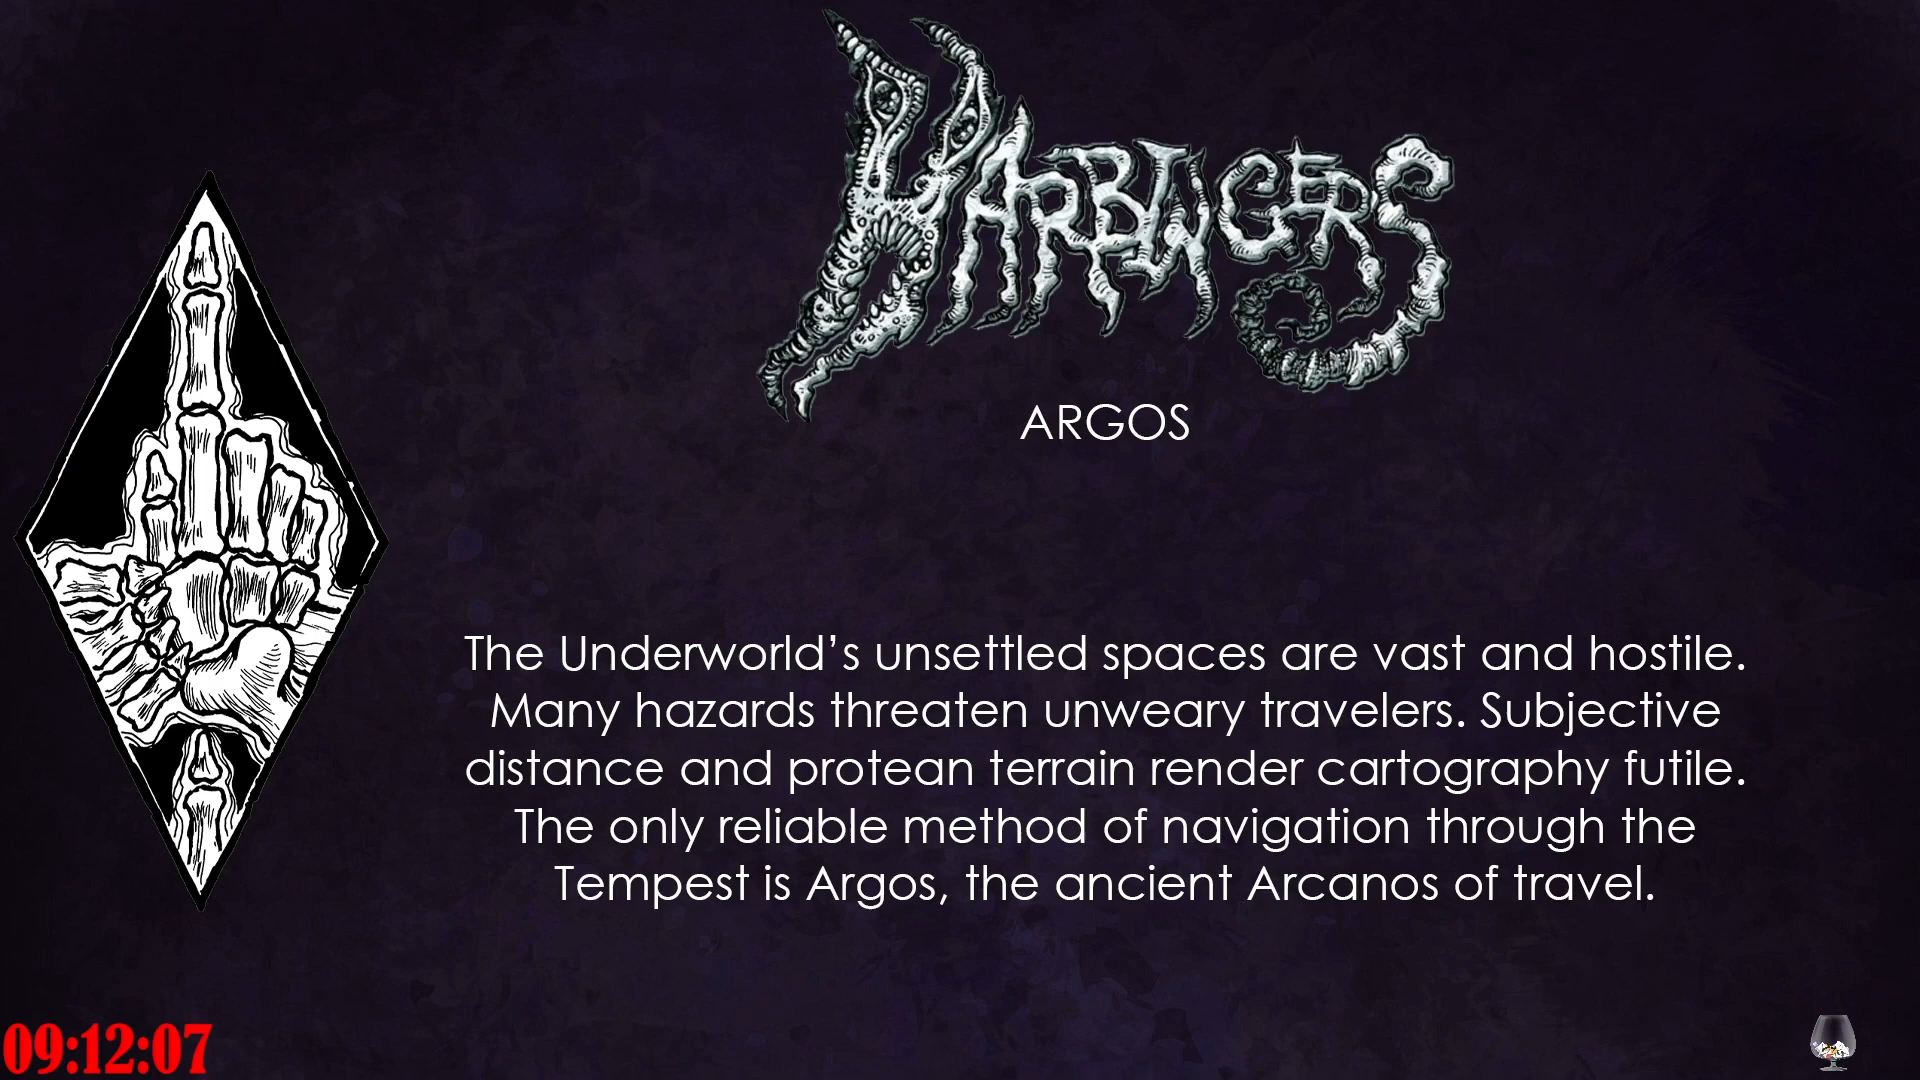 HARBINGERS
ARGOS
The Underworld’s unsettled spaces are vast and hostile.
Many hazards threaten unweary travelers. Subjective
distance and protean terrain render cartography futile.
The only reliable method of navigation through the
Tempest is Argos, the ancient Arcanos of travel.
09:12:07